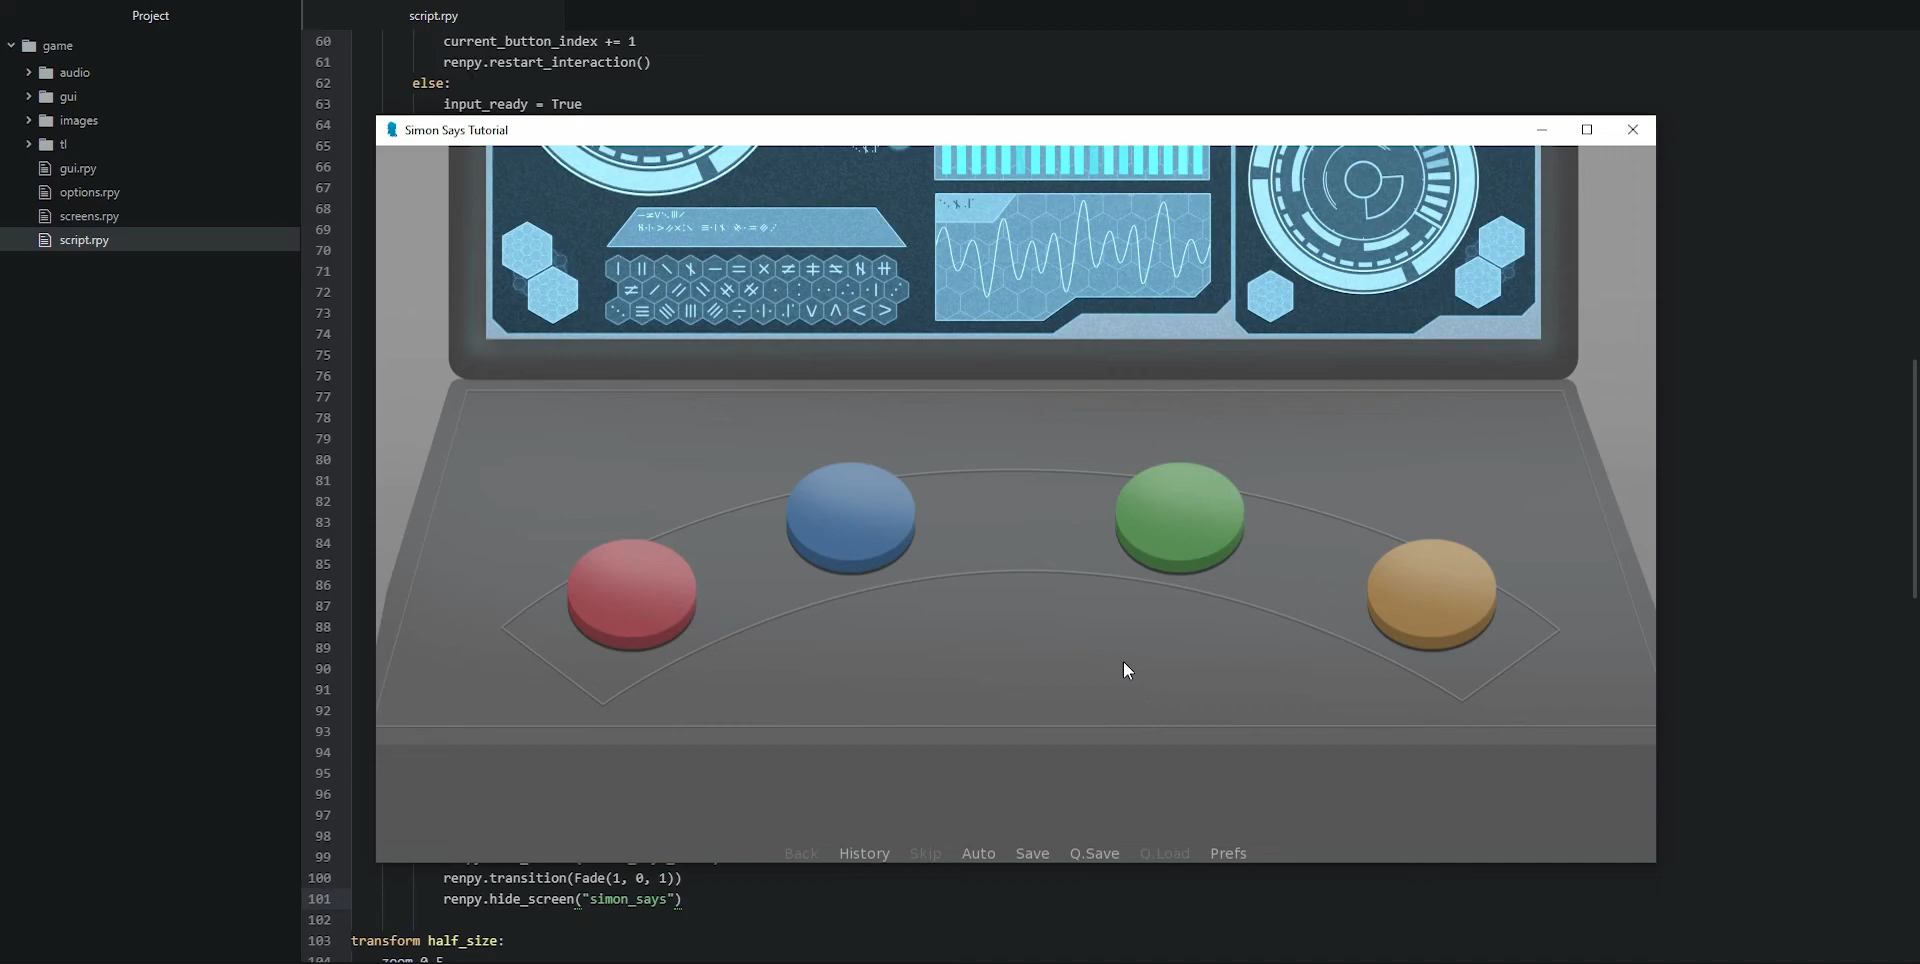 Project
script.rpy
game
audio
gui
images
tl
gui.rpy
options.rpy
screens.rpy
script.rpy
60 current_button_index += 1
61 renpy.restart_interaction()
62 else:
63 input_ready = True
64
65
66
67
68
69
70
71
72
73
74
75
76
77
78
79
80
81
82
83
84
85
86
87
88
89
90
91
92
93
94
95
96
97
98
99
100 renpy.transition(Fade(1, 0, 1))
101 renpy.hide_screen("simon_says")
102
103 transform half_size:
104 zoom 0.5
Simon Says Tutorial
Back History Skip Auto Save Q.Save Q.Load Prefs